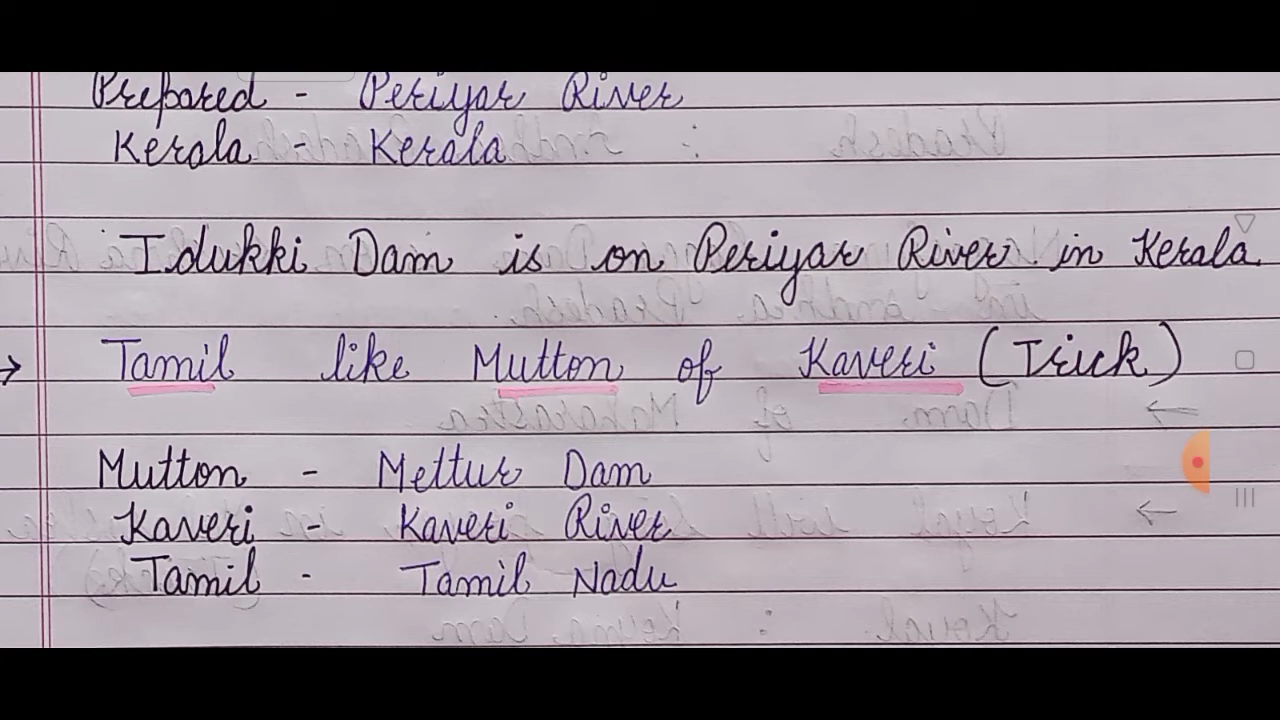 Prepared - Periyar River
Kerala - Kerala
Idukki Dam is on Periyar River in Kerala.
→ Tamil like Mutton of Kaveri (Trick)
Mutton - Mettur Dam
Kaveri - Kaveri River
Tamil - Tamil Nadu